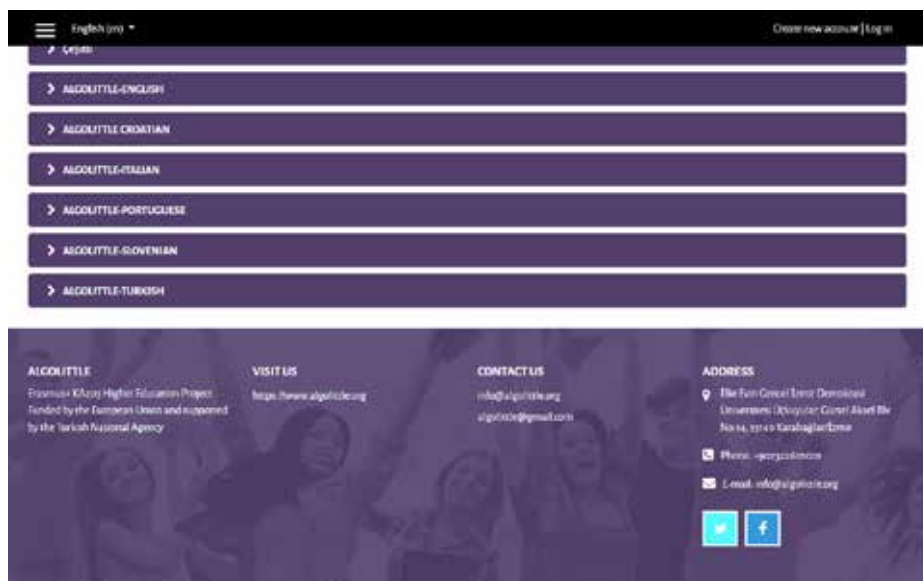 English (en)
Create new account | Log in
ALGOLITTLE-ENGLISH
ALGOLITTLE CROATIAN
ALGOLITTLE-ITALIAN
ALGOLITTLE-PORTUGUESE
ALGOLITTLE-SLOVENIAN
ALGOLITTLE-TURKISH
ALGOLITTLE
Higher Education Project
Funded by the European Union and supported
by the Turkish National Agency
VISIT US
https://www.algolittle.org
CONTACT US
info@algolittle.org
algolittle@gmail.com
ADDRESS
Phone:
E-mail: info@algolittle.org